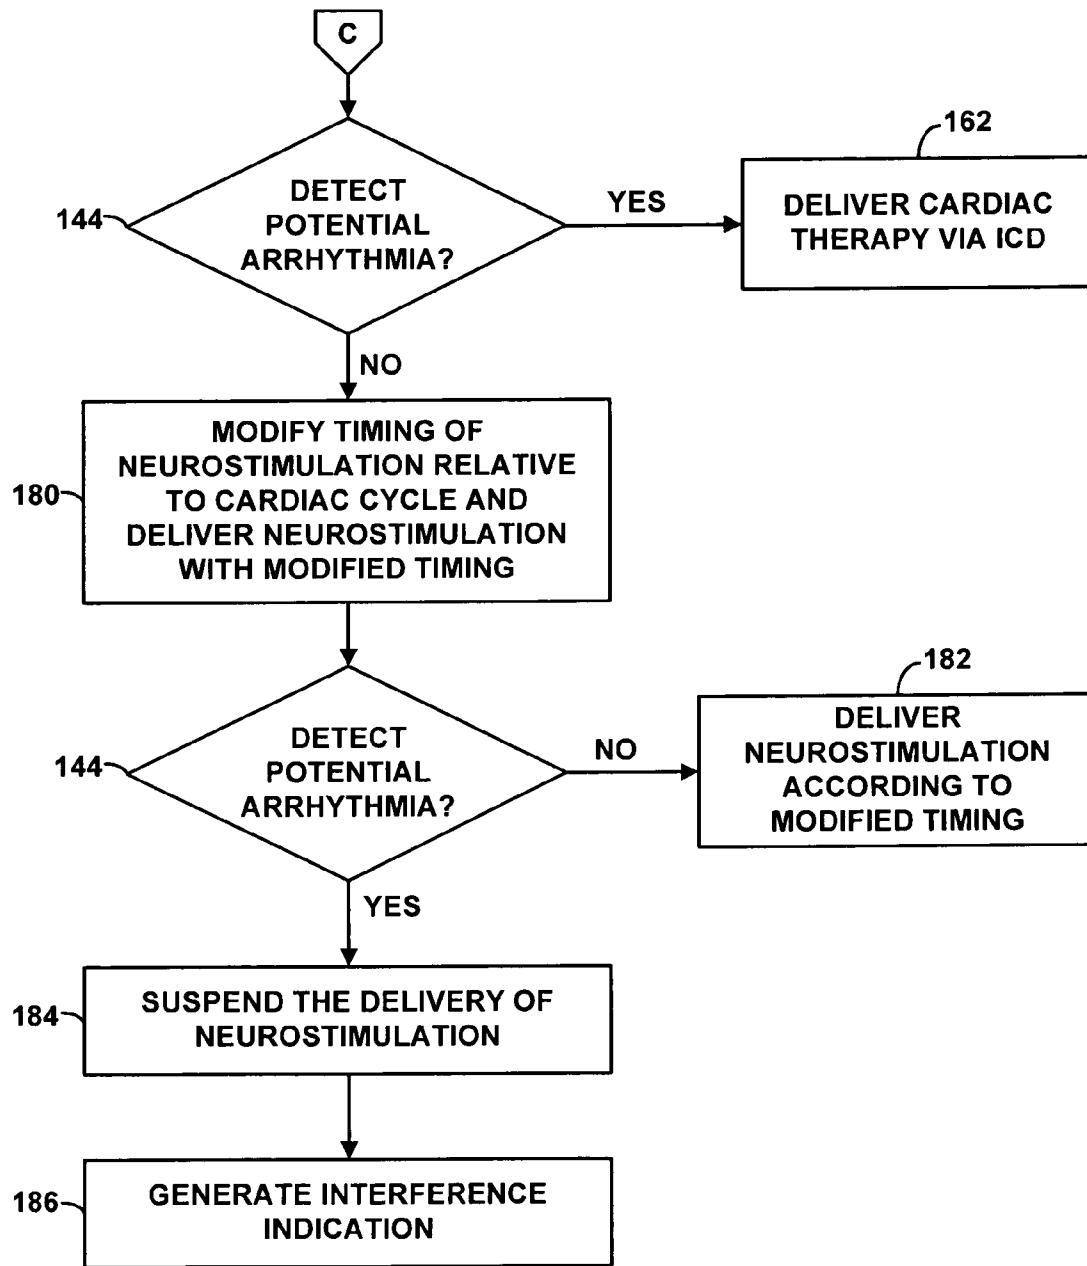 C
162
DETECT
POTENTIAL
ARRHYTHMIA?
144
YES
DELIVER CARDIAC
THERAPY VIA ICD
NO
MODIFY TIMING OF
NEUROSTIMULATION RELATIVE
TO CARDIAC CYCLE AND
DELIVER NEUROSTIMULATION
WITH MODIFIED TIMING
180
182
DETECT
POTENTIAL
ARRHYTHMIA?
144
NO
DELIVER
NEUROSTIMULATION
ACCORDING TO
MODIFIED TIMING
YES
184
SUSPEND THE DELIVERY OF
NEUROSTIMULATION
186
GENERATE INTERFERENCE
INDICATION